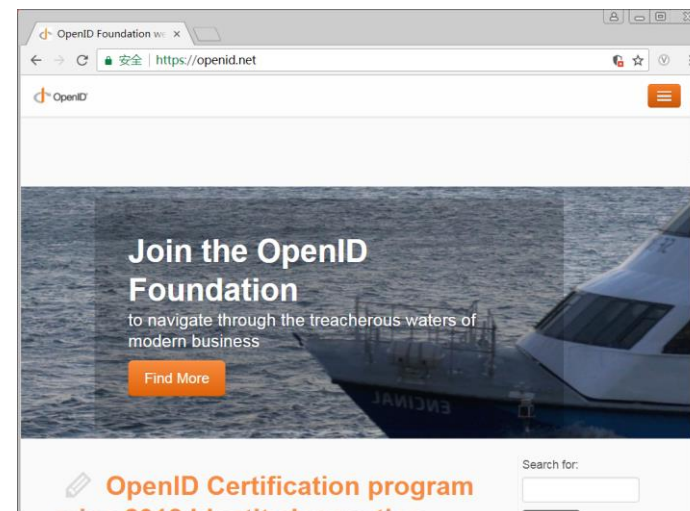 OpenID Foundation we
安全 | https://openid.net
OpenID
Join the OpenID
Foundation
to navigate through the treacherous waters of
modern business
Find More
ENCINAL
Search for:
OpenID Certification program